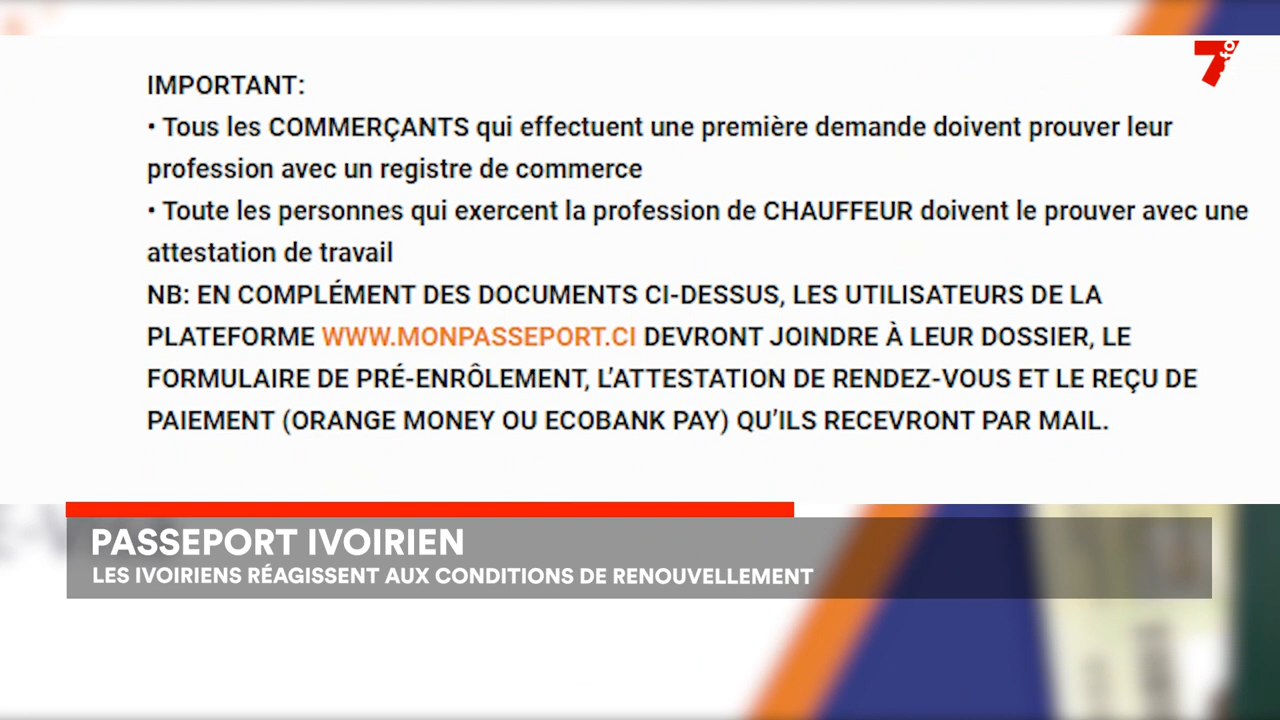 7
IMPORTANT:
• Tous les COMMERÇANTS qui effectuent une première demande doivent prouver leur
profession avec un registre de commerce
• Toute les personnes qui exercent la profession de CHAUFFEUR doivent le prouver avec une
attestation de travail
NB: EN COMPLÉMENT DES DOCUMENTS CI-DESSUS, LES UTILISATEURS DE LA
PLATEFORME WWW.MONPASSEPORT.CI DEVRONT JOINDRE À LEUR DOSSIER, LE
FORMULAIRE DE PRÉ-ENRÔLEMENT, L’ATTESTATION DE RENDEZ-VOUS ET LE REÇU DE
PAIEMENT (ORANGE MONEY OU ECOBANK PAY) QU’ILS RECEVRONT PAR MAIL.
PASSEPORT IVOIRIEN
LES IVOIRIENS RÉAGISSENT AUX CONDITIONS DE RENOUVELLEMENT